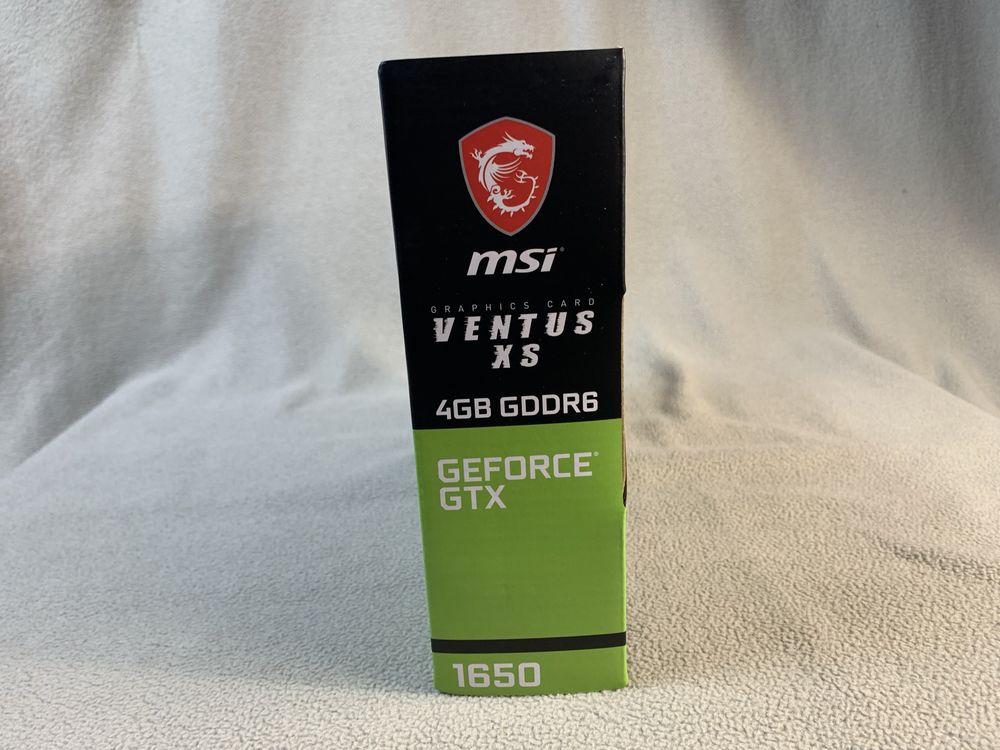 msi®
GRAPHICS CARD
VENTUS
XS
4GB GDDR6
GEFORCE®
GTX
1650